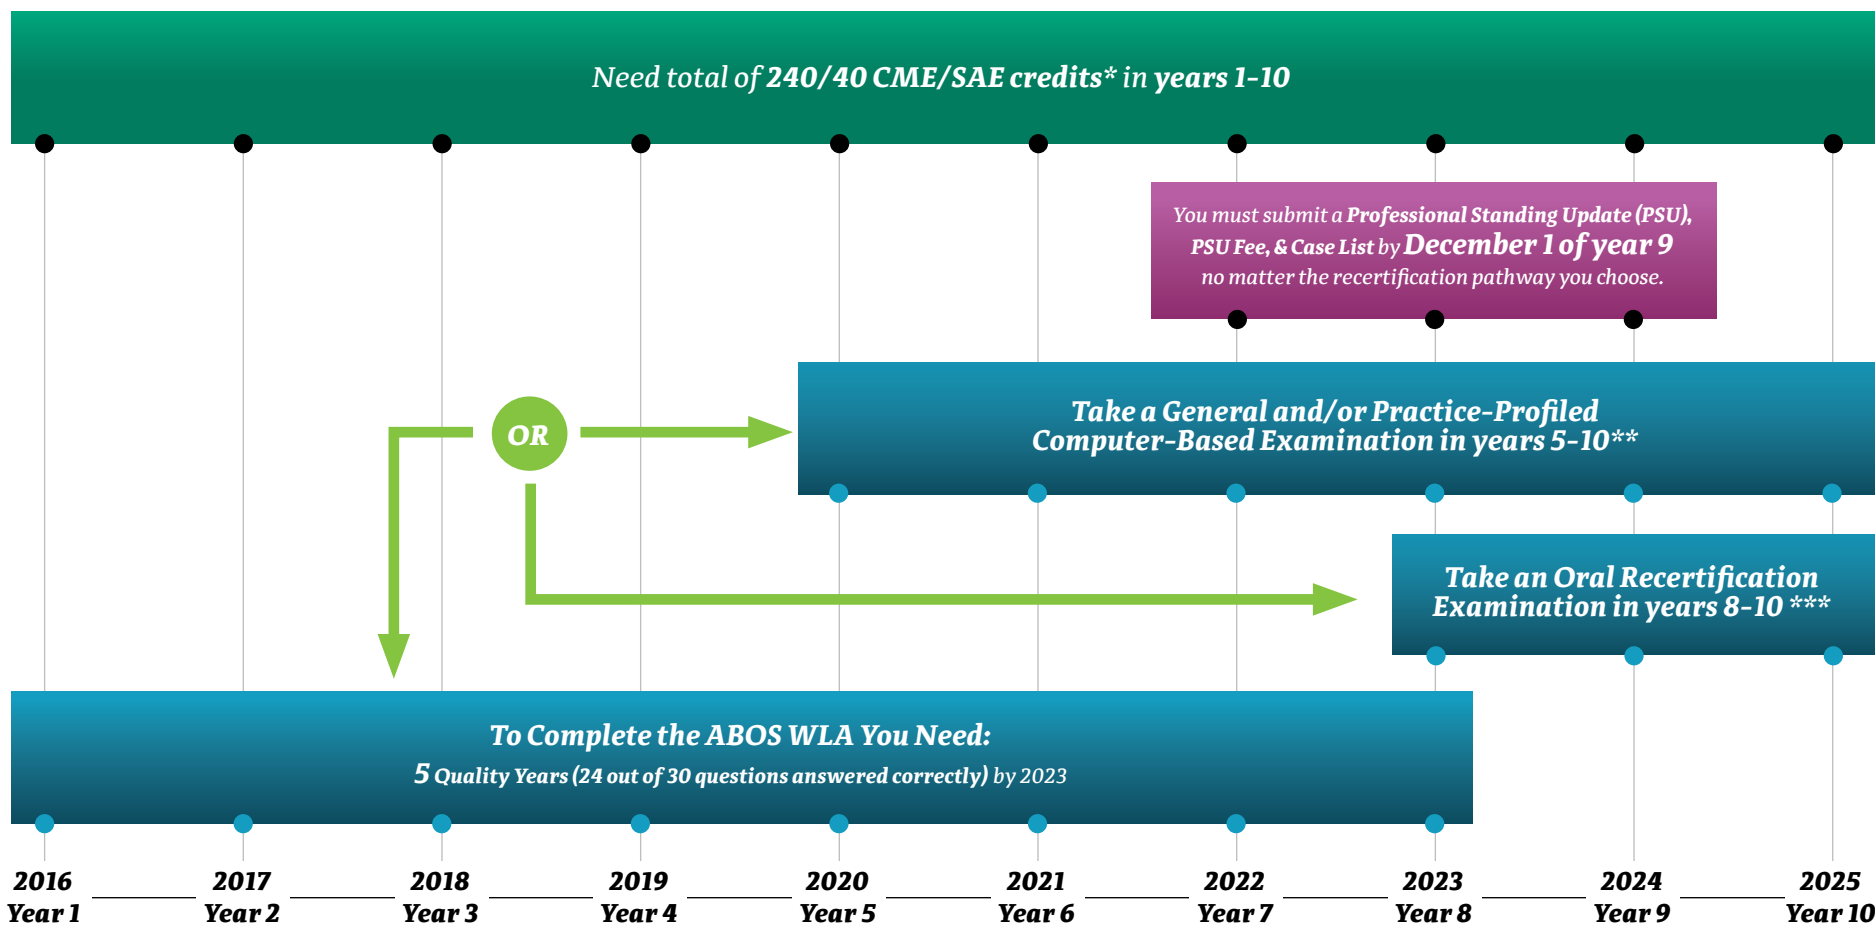 Need total of 240/40 CME/SAE credits* in years 1-10
You must submit a Professional Standing Update (PSU),
PSU Fee, & Case List by December 1 of year 9
no matter the recertification pathway you choose.
OR
Take a General and/or Practice-Profiled
Computer-Based Examination in years 5-10**
Take an Oral Recertification
Examination in years 8-10 ***
To Complete the ABOS WLA You Need:
5 Quality Years (24 out of 30 questions answered correctly) by 2023
2016 2017 2018 2019 2020 2021 2022 2023 2024 2025
Year 1 Year 2 Year 3 Year 4 Year 5 Year 6 Year 7 Year 8 Year 9 Year 10